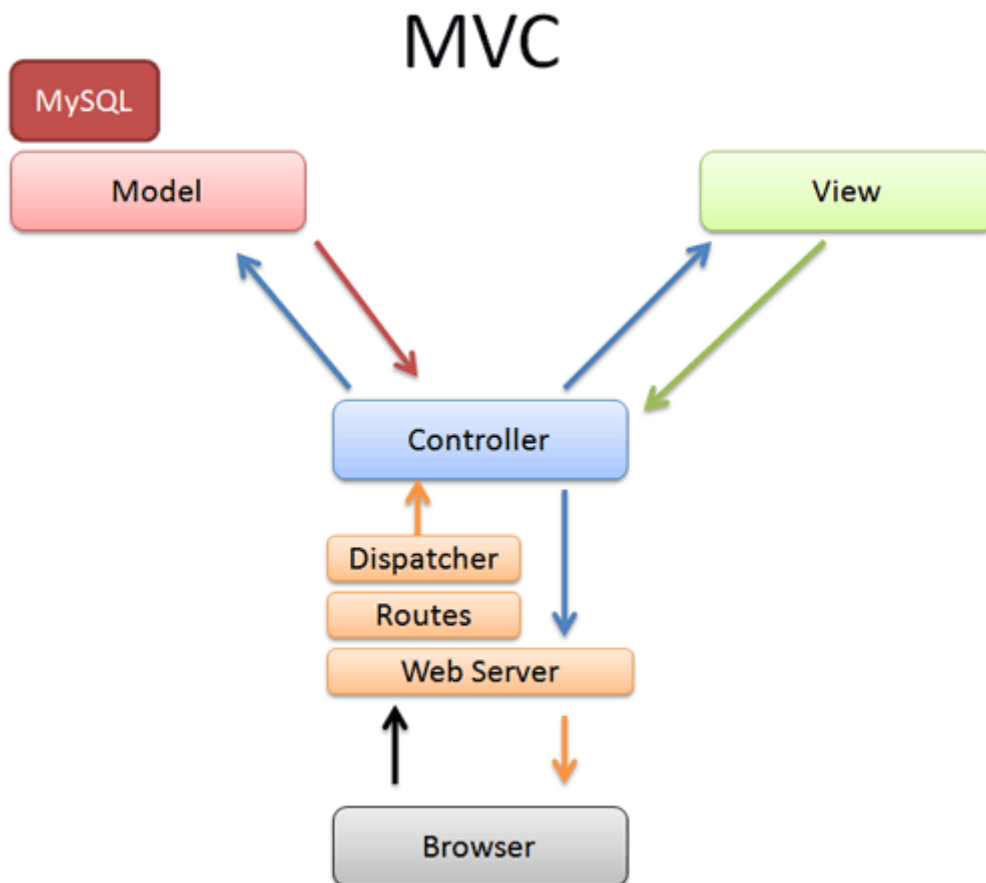 MVC
MySQL
Model
View
Controller
Dispatcher
Routes
Web Server
Browser